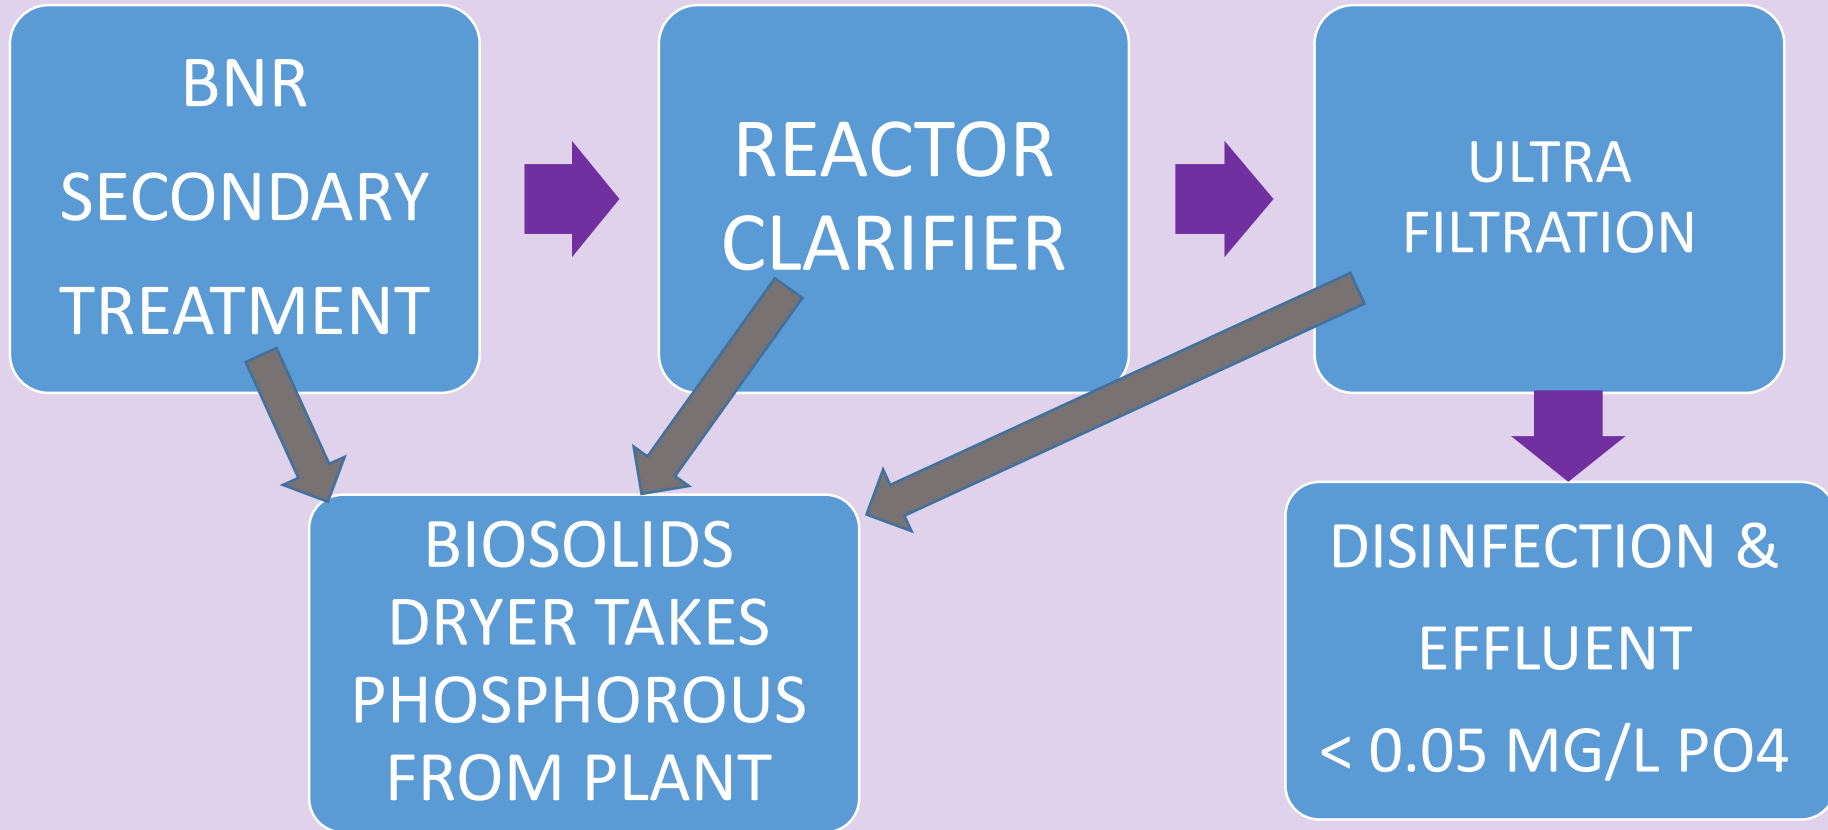 BNR
SECONDARY
TREATMENT
REACTOR
CLARIFIER
ULTRA
FILTRATION
BIOSOLIDS
DRYER TAKES
PHOSPHOROUS
FROM PLANT
DISINFECTION &
EFFLUENT
< 0.05 MG/L PO4